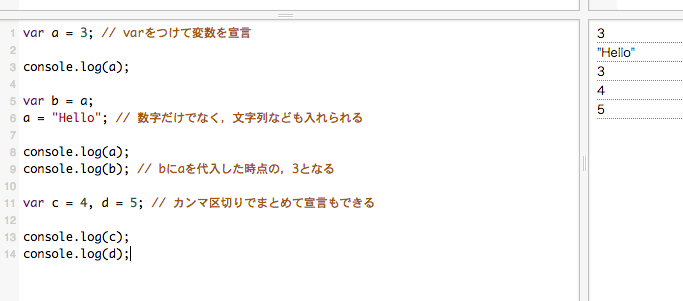 1 var a = 3; // varをつけて変数を宣言
2
3 console.log(a);
4
5 var b = a;
6 a = "Hello"; // 数字だけでなく，文字列なども入れられる
7
8 console.log(a);
9 console.log(b); // bにaを代入した時点の，3となる
10
11 var c = 4, d = 5; // カンマ区切りでまとめて宣言もできる
12
13 console.log(c);
14 console.log(d);
3
"Hello"
3
4
5